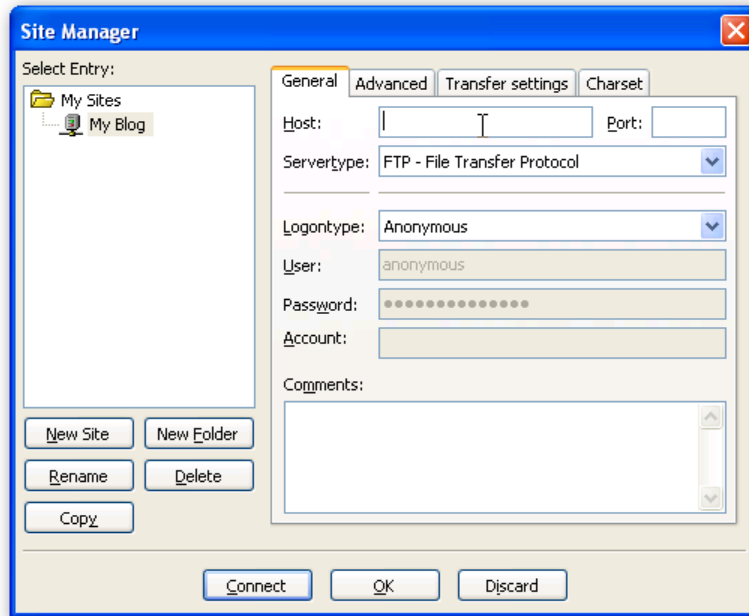 Site Manager
Select Entry:
My Sites
My Blog
New Site
New Folder
Rename
Delete
Copy
General
Advanced
Transfer settings
Charset
Host:
Port:
Servertype:
FTP - File Transfer Protocol
Logontype:
Anonymous
User:
anonymous
Password:
●●●●●●●●●●●●●●
Account:
Comments:
Connect
OK
Discard